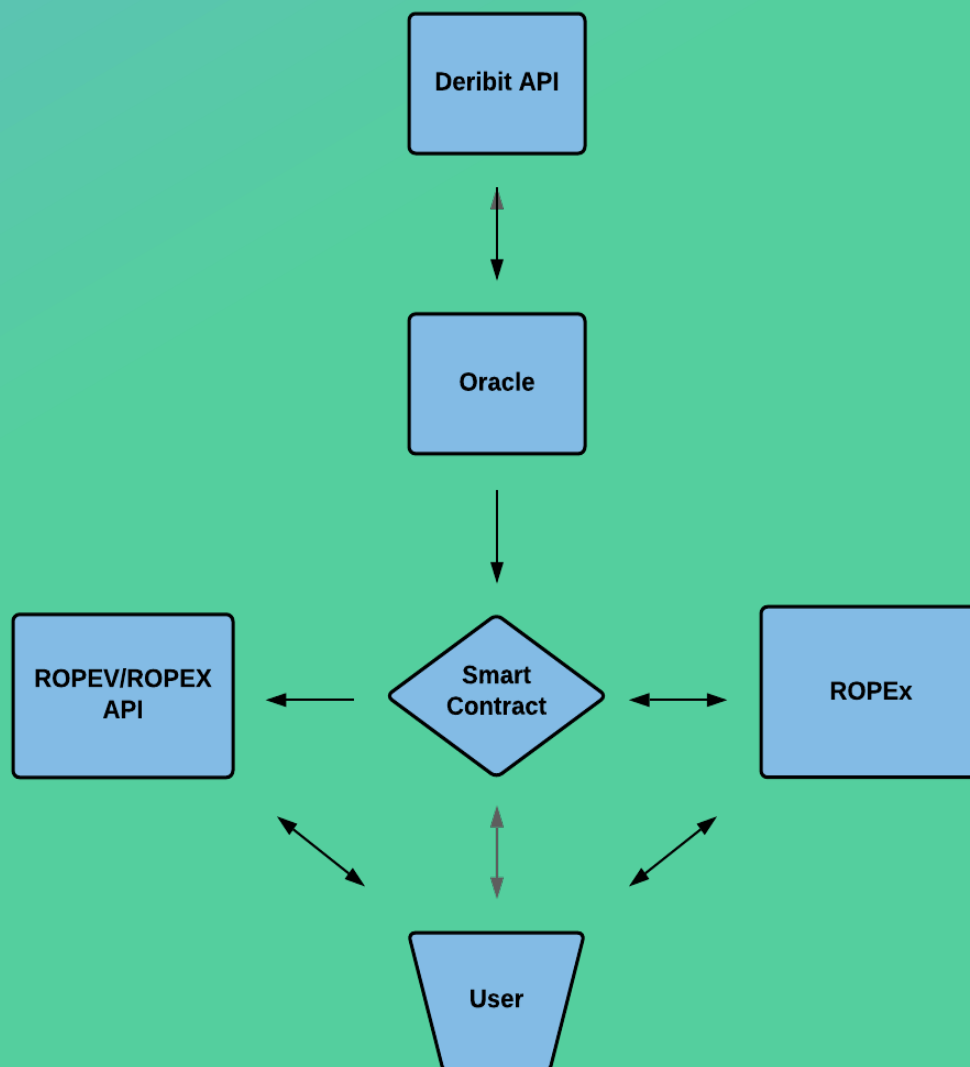 Deribit API
Oracle
ROPEV/ROPEX
API
Smart
Contract
ROPEx
User